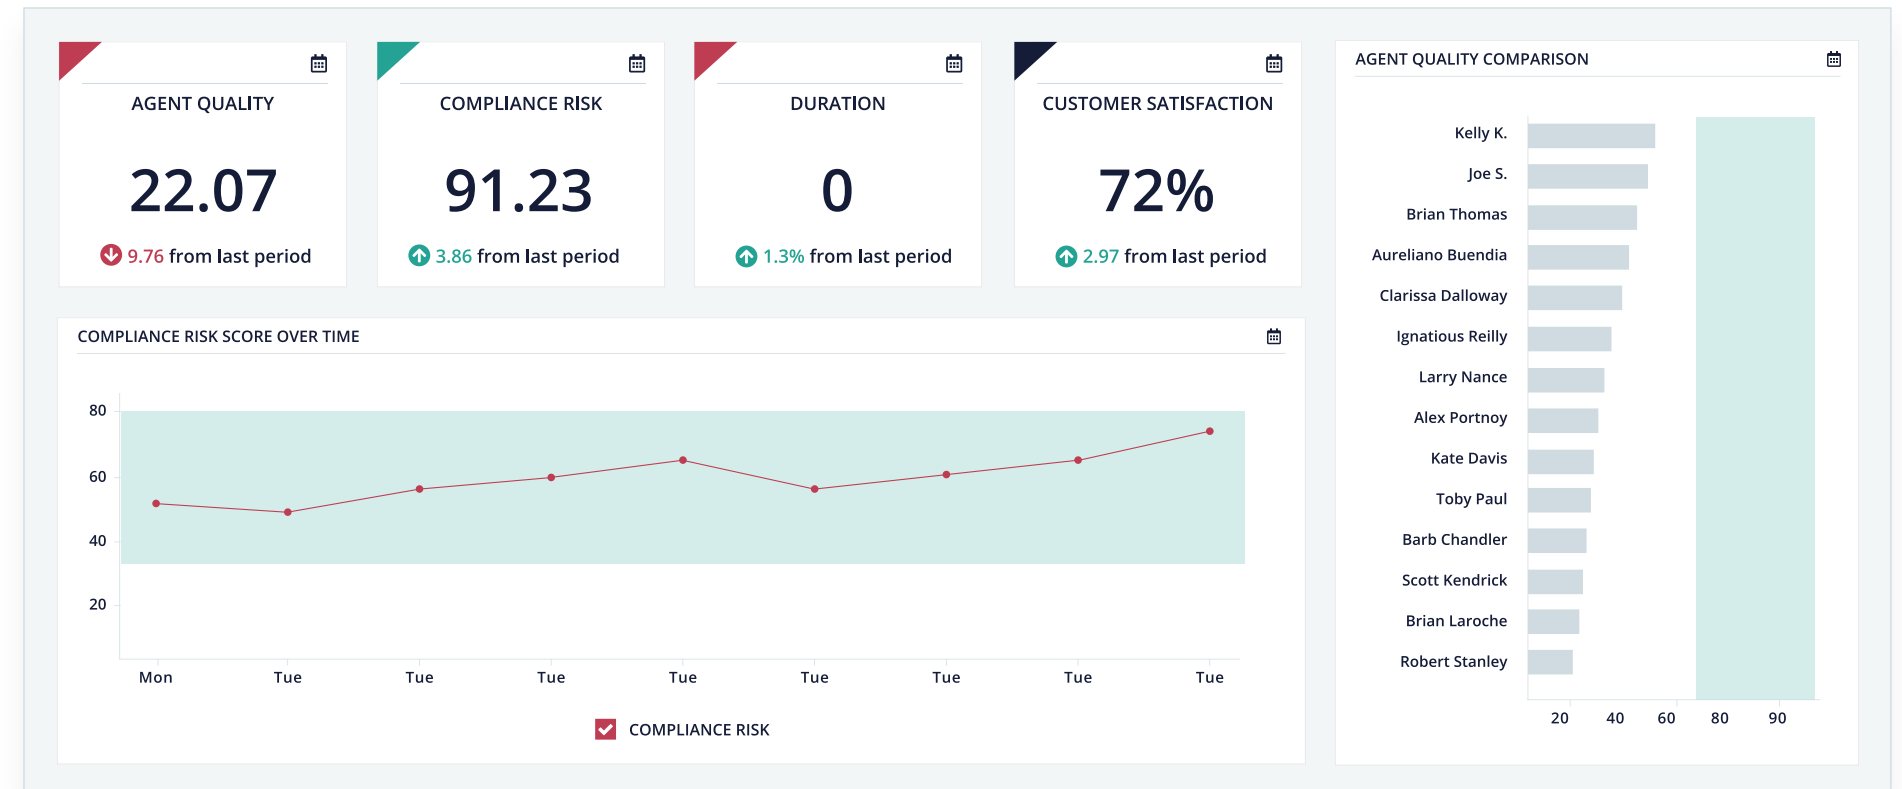 AGENT QUALITY
22.07
9.76 from last period
COMPLIANCE RISK
91.23
3.86 from last period
DURATION
0
1.3% from last period
CUSTOMER SATISFACTION
72%
2.97 from last period
COMPLIANCE RISK SCORE OVER TIME
80
60
40
20
Mon Tue Tue Tue Tue Tue Tue Tue Tue
COMPLIANCE RISK
AGENT QUALITY COMPARISON
Kelly K.
Joe S.
Brian Thomas
Aureliano Buendia
Clarissa Dalloway
Ignatious Reilly
Larry Nance
Alex Portnoy
Kate Davis
Toby Paul
Barb Chandler
Scott Kendrick
Brian Laroche
Robert Stanley
20 40 60 80 90